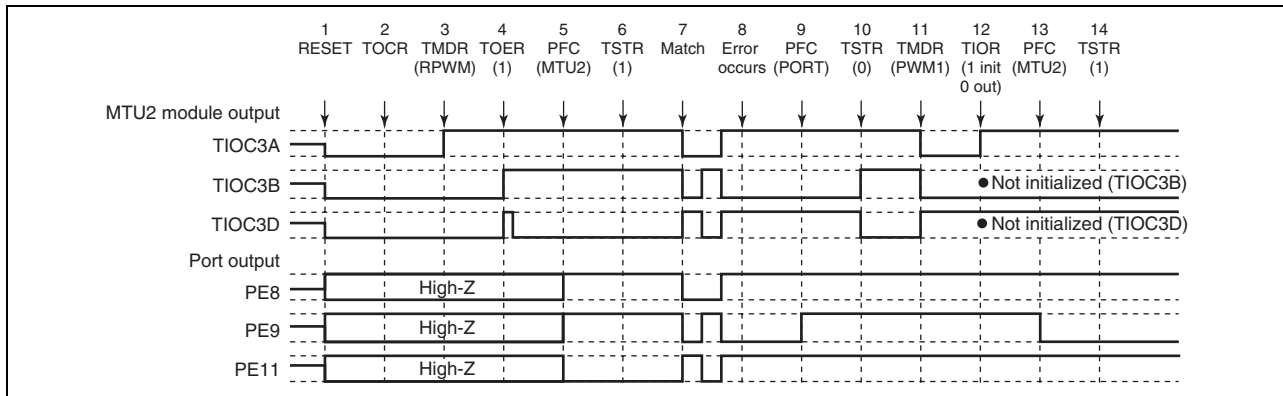 1 2 3 4 5 6 7 8 9 10 11 12 13 14
RESET TOCR TMDR TOER PFC TSTR Match Error PFC TSTR TMDR TIOR PFC TSTR
(RPWM) (1) (MTU2) (1) occurs (PORT) (0) (PWM1) (1 init (MTU2) (1)
0 out)
MTU2 module output
TIOC3A
TIOC3B ● Not initialized (TIOC3B)
TIOC3D ● Not initialized (TIOC3D)
Port output
PE8 High-Z
PE9 High-Z
PE11 High-Z